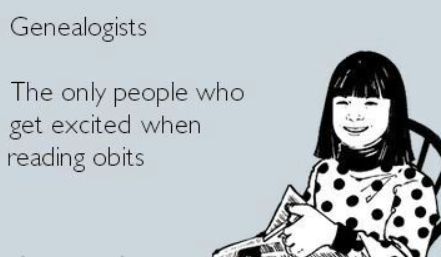 Genealogists
The only people who
get excited when
reading obits